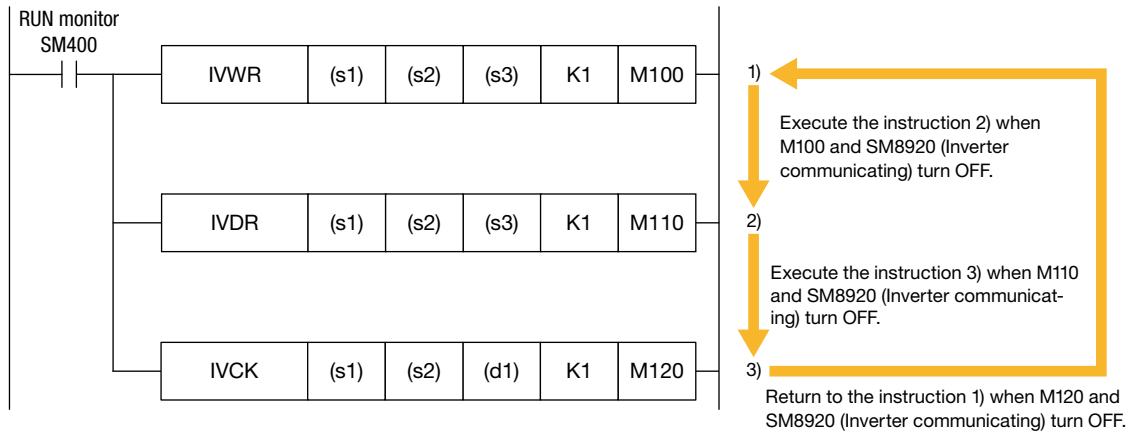 RUN monitor
SM400
IVWR (s1) (s2) (s3) K1 M100
1)
Execute the instruction 2) when
M100 and SM8920 (Inverter
communicating) turn OFF.
IVDR (s1) (s2) (s3) K1 M110
2)
Execute the instruction 3) when M110
and SM8920 (Inverter communicat-
ing) turn OFF.
IVCK (s1) (s2) (d1) K1 M120
3)
Return to the instruction 1) when M120 and
SM8920 (Inverter communicating) turn OFF.